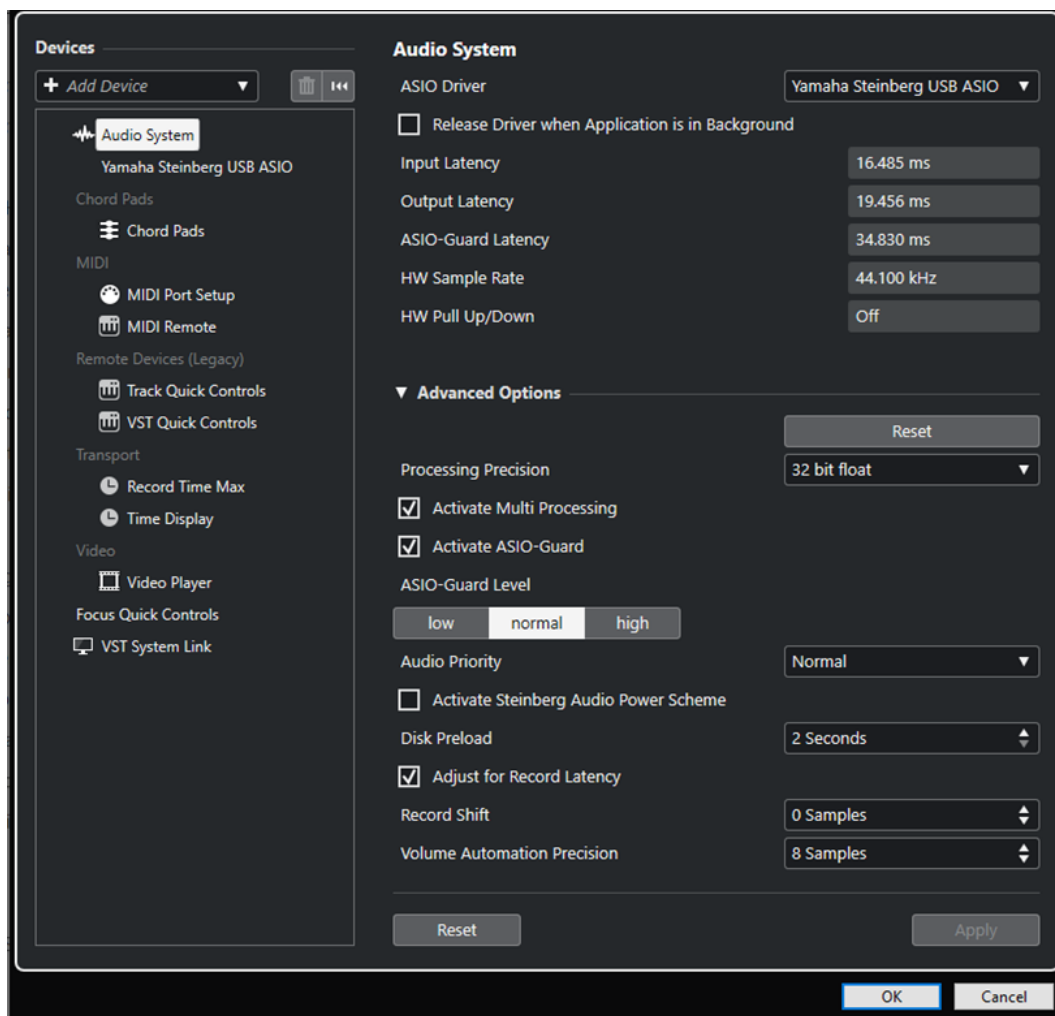 Devices
Add Device
Audio System
Yamaha Steinberg USB ASIO
Chord Pads
Chord Pads
MIDI
MIDI Port Setup
MIDI Remote
Remote Devices (Legacy)
Track Quick Controls
VST Quick Controls
Transport
Record Time Max
Time Display
Video
Video Player
Focus Quick Controls
VST System Link
Audio System
ASIO Driver Yamaha Steinberg USB ASIO
Release Driver when Application is in Background
Input Latency 16.485 ms
Output Latency 19.456 ms
ASIO-Guard Latency 34.830 ms
HW Sample Rate 44.100 kHz
HW Pull Up/Down Off
Advanced Options
Reset
Processing Precision 32 bit float
Activate Multi Processing
Activate ASIO-Guard
ASIO-Guard Level
low normal high
Audio Priority Normal
Activate Steinberg Audio Power Scheme
Disk Preload 2 Seconds
Adjust for Record Latency
Record Shift 0 Samples
Volume Automation Precision 8 Samples
Reset Apply
OK Cancel